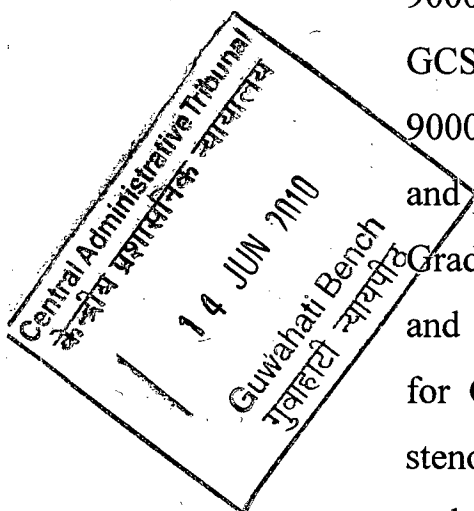 Central Administrative Tribunal
केन्द्रीय प्रशासनिक न्यायालय
14 JUN 2010
Guwahati Bench
गुवाहाटी न्यायपीठ
9000
GCS
9000
and
Grad
and
for
steno